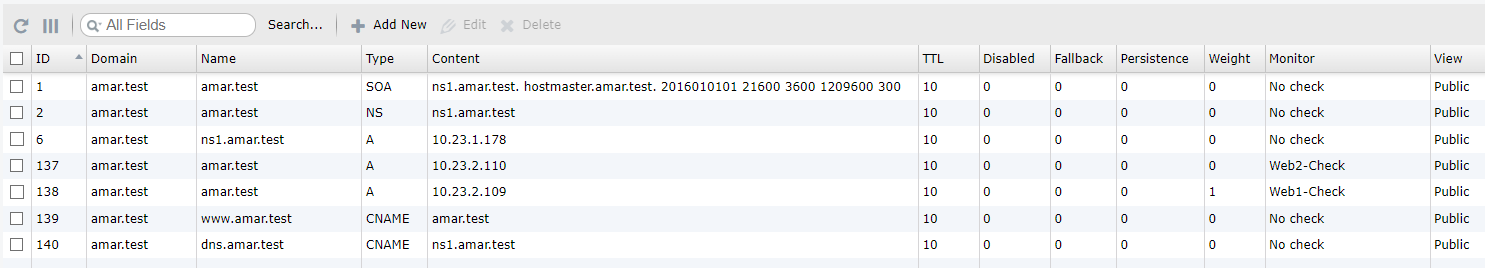 All Fields Search... Add New Edit Delete
ID Domain Name Type Content TTL Disabled Fallback Persistence Weight Monitor View
1 amar.test amar.test SOA ns1.amar.test. hostmaster.amar.test. 2016010101 21600 3600 1209600 300 10 0 0 0 0 No check Public
2 amar.test amar.test NS ns1.amar.test 10 0 0 0 0 No check Public
6 amar.test ns1.amar.test A 10.23.1.178 10 0 0 0 0 No check Public
137 amar.test amar.test A 10.23.2.110 10 0 0 0 0 Web2-Check Public
138 amar.test amar.test A 10.23.2.109 10 0 0 0 1 Web1-Check Public
139 amar.test www.amar.test CNAME amar.test 10 0 0 0 0 No check Public
140 amar.test dns.amar.test CNAME ns1.amar.test 10 0 0 0 0 No check Public